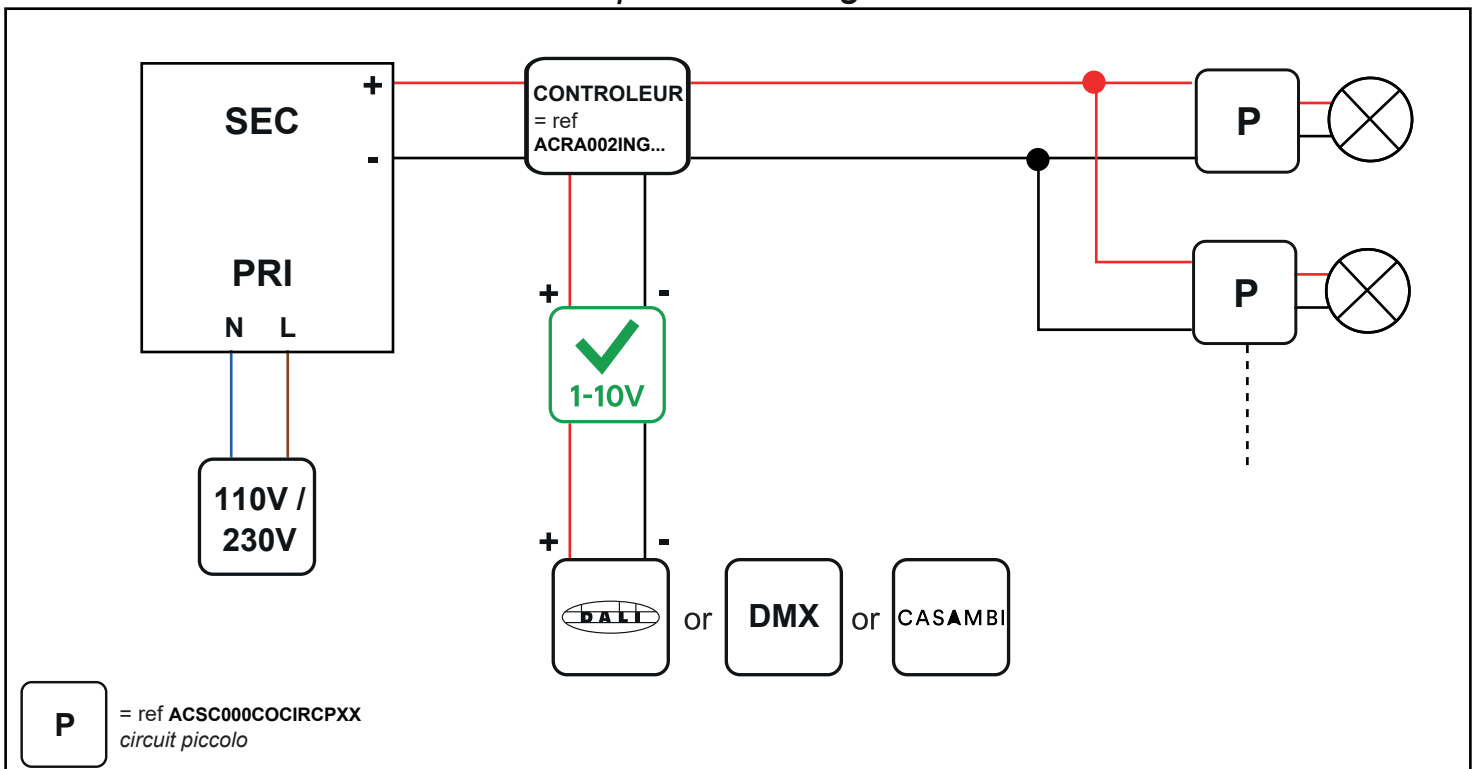 SEC
+
-
PRI
N L
110V /
230V
CONTROLEUR
= ref
ACRA002ING...
+ -
1-10V
+ -
DALI or DMX or CASAMBI
P
P
P
= ref ACSC000COCIRCPXX
circuit piccolo